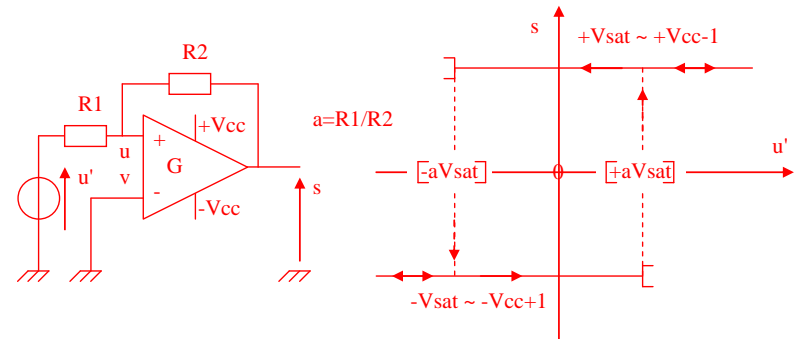 R2
R1
+Vcc
a=R1/R2
u
+
u'
v
G
-
-Vcc
s
s
+Vsat ~ +Vcc-1
u'
[-aVsat]
0
[+aVsat]
-Vsat ~ -Vcc+1